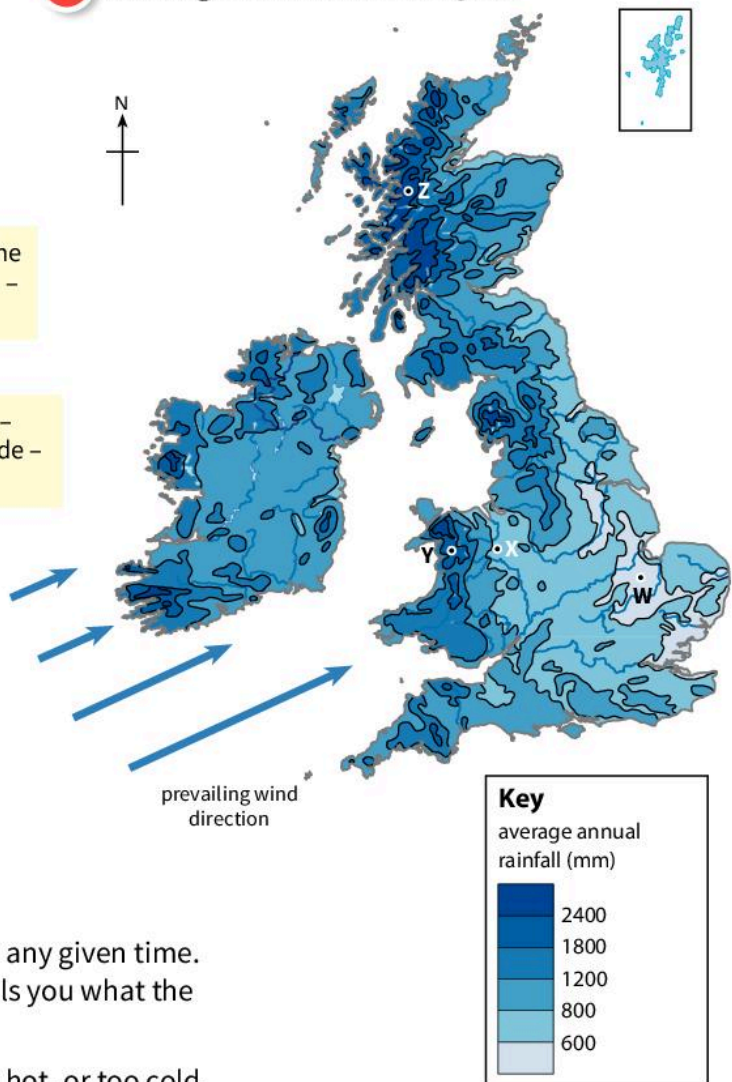 N
Z
de –
Y
X
W
prevailing wind
direction
Key
average annual
rainfall (mm)
2400
1800
1200
800
600
any given time.
ls you what the
hot, or too cold